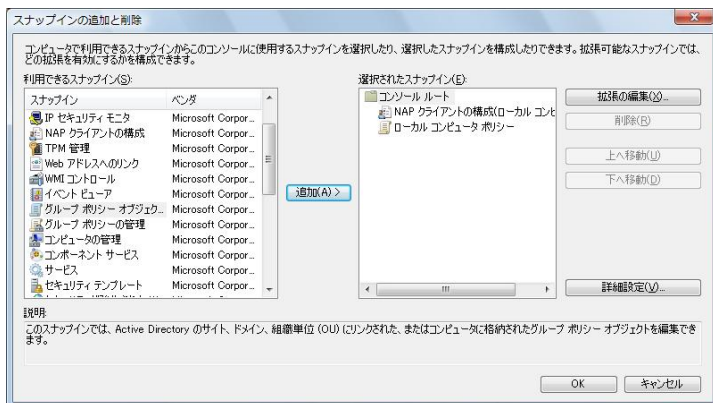 スナップインの追加と削除
コンピュータで利用できるスナップインからこのコンソールに使用するスナップインを選択したり、選択したスナップインを構成したりできます。拡張可能なスナップインでは、
どの拡張を有効にするかを構成できます。
利用できるスナップイン(S):
スナップイン ベンダ
IP セキュリティ モニタ Microsoft Corpor...
NAP クライアントの構成 Microsoft Corpor...
TPM 管理 Microsoft Corpor...
Web アドレスへのリンク Microsoft Corpor...
WMI コントロール Microsoft Corpor...
イベント ビューア Microsoft Corpor...
グループ ポリシー オブジェク... Microsoft Corpor...
グループ ポリシーの管理 Microsoft Corpor...
コンピュータの管理 Microsoft Corpor...
コンポーネント サービス Microsoft Corpor...
サービス Microsoft Corpor...
セキュリティ テンプレート Microsoft Corpor...
追加(A) >
選択されたスナップイン(E):
コンソール ルート
NAP クライアントの構成(ローカル コンピ
ローカル コンピュータ ポリシー
拡張の編集(X)...
削除(R)
上へ移動(U)
下へ移動(D)
詳細設定(V)...
説明:
このスナップインでは、Active Directory のサイト、ドメイン、組織単位 (OU) にリンクされた、またはコンピュータに格納されたグループ ポリシー オブジェクトを編集でき
ます。
OK キャンセル